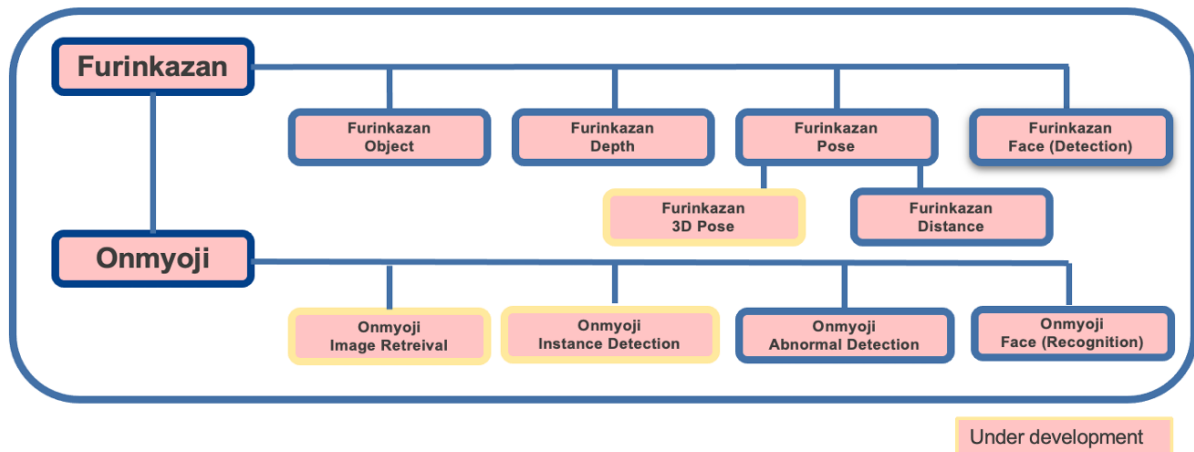 Furinkazan
Furinkazan
Object
Furinkazan
Depth
Furinkazan
Pose
Furinkazan
Face (Detection)
Furinkazan
3D Pose
Furinkazan
Distance
Onmyoji
Onmyoji
Image Retreival
Onmyoji
Instance Detection
Onmyoji
Abnormal Detection
Onmyoji
Face (Recognition)
Under development